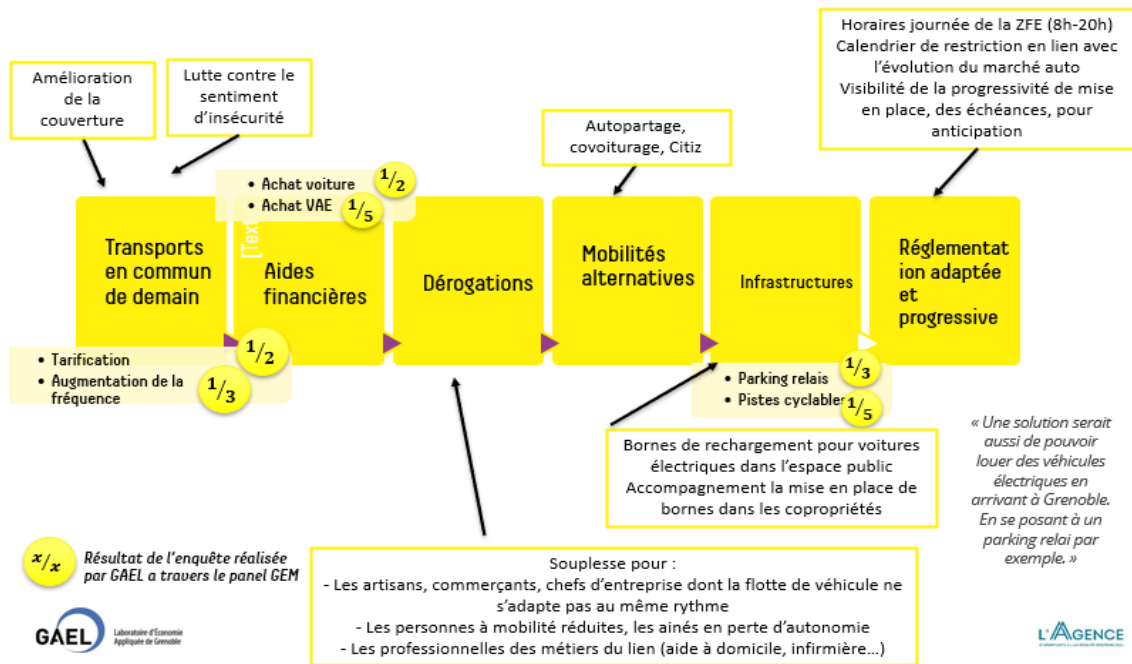 Horaires journée de la ZFE (8h-20h)
Calendrier de restriction en lien avec
l'évolution du marché auto
Visibilité de la progressivité de mise
en place, des échéances, pour
anticipation
Amélioration
de la
couverture
Lutte contre le
sentiment
d'insécurité
Autopartage,
covoiturage, Citiz
• Achat voiture 1/2
• Achat VAE 1/5
[Text
Transports
en commun
de demain
Aides
financières
Dérogations
Mobilités
alternatives
Infrastructures
Réglementat
ion adaptée
et
progressive
• Tarification 1/2
• Augmentation de la
fréquence 1/3
• Parking relais 1/3
• Pistes cyclables 1/5
Bornes de rechargement pour voitures
électriques dans l'espace public
Accompagnement la mise en place de
bornes dans les copropriétés
« Une solution serait
aussi de pouvoir
louer des véhicules
électriques en
arrivant à Grenoble.
En se posant à un
parking relai par
exemple. »
x/x Résultat de l'enquête réalisée
par GAEL a travers le panel GEM
Souplesse pour :
- Les artisans, commerçants, chefs d'entreprise dont la flotte de véhicule ne
s'adapte pas au même rythme
- Les personnes à mobilité réduites, les ainés en perte d'autonomie
- Les professionnelles des métiers du lien (aide à domicile, infirmière...)
GAEL
Laboratoire d'Économie
Appliquée de Grenoble
L'AGENCE